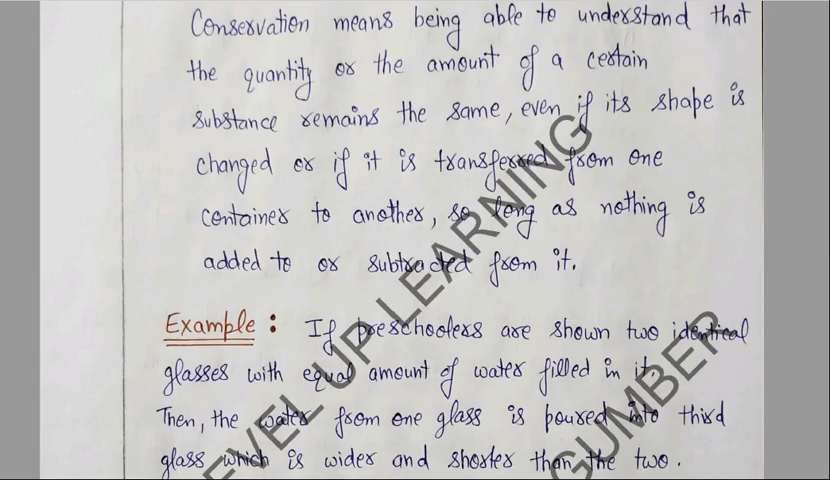 Conservation means being able to understand that
the quantity or the amount of a certain
substance remains the same, even if its shape is
changed or if it is transferred from one
container to another, so long as nothing is
added to or subtracted from it.
Example : If preschoolers are shown two identical
glasses with equal amount of water filled in it.
Then, the water from one glass is poured into third
glass which is wider and shorter than the two.
LEVEL UP LEARNING
GUMBER